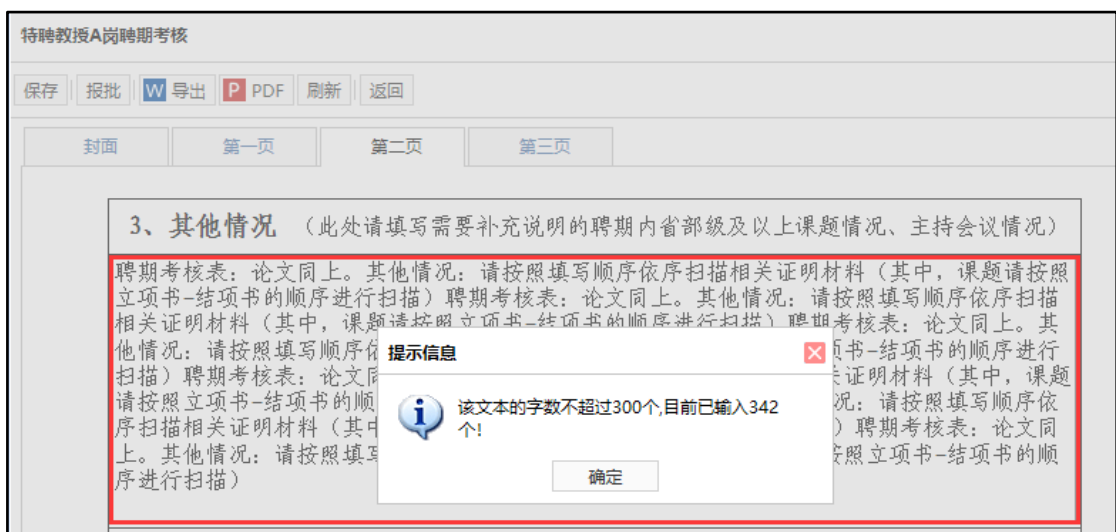 特聘教授A岗聘期考核
保存 报批 W 导出 P PDF 刷新 返回
封面 第一页 第二页 第三页
3、其他情况 （此处请填写需要补充说明的聘期内省部级及以上课题情况、主持会议情况）
聘期考核表：论文同上。其他情况：请按照填写顺序依序扫描相关证明材料（其中，课题请按照
立项书-结项书的顺序进行扫描）聘期考核表：论文同上。其他情况：请按照填写顺序依序扫描
相关证明材料（其中，课题请按照立项书-结项书的顺序进行扫描）聘期考核表：论文同上。其
他情况：请按照填写顺序依 项书-结项书的顺序进行
扫描）聘期考核表：论文同 证明材料（其中，课题
请按照立项书-结项书的顺 况：请按照填写顺序依
序扫描相关证明材料（其中 ）聘期考核表：论文同
上。其他情况：请按照填写 按照立项书-结项书的顺
序进行扫描）
提示信息
该文本的字数不超过300个,目前已输入342
个!
确定